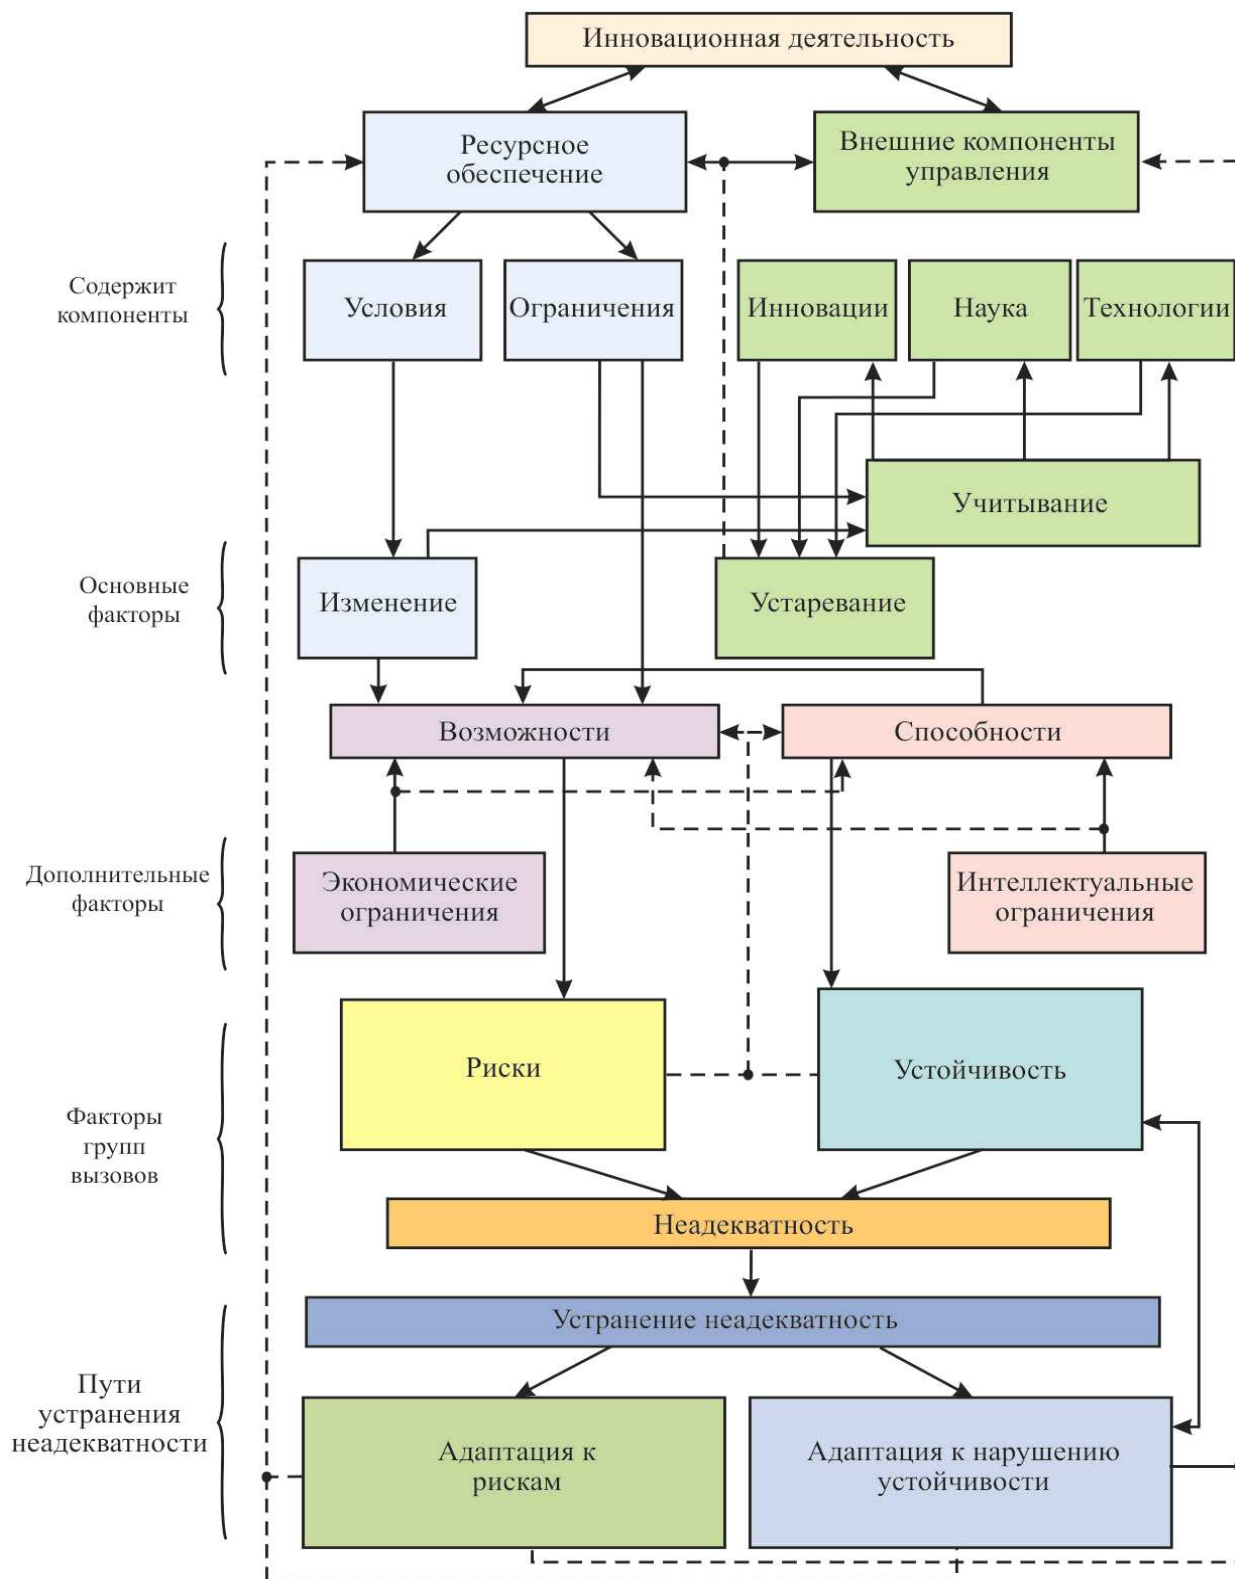 Инновационная деятельность
Ресурсное
обеспечение
Внешние компоненты
управления
Содержит
компоненты
Условия
Ограничения
Инновации
Наука
Технологии
Учитывание
Основные
факторы
Изменение
Устаревание
Возможности
Способности
Дополнительные
факторы
Экономические
ограничения
Интеллектуальные
ограничения
Факторы
групп
вызовов
Риски
Устойчивость
Неадекватность
Устранение неадекватность
Пути
устранения
неадекватности
Адаптация к
рискам
Адаптация к нарушению
устойчивости